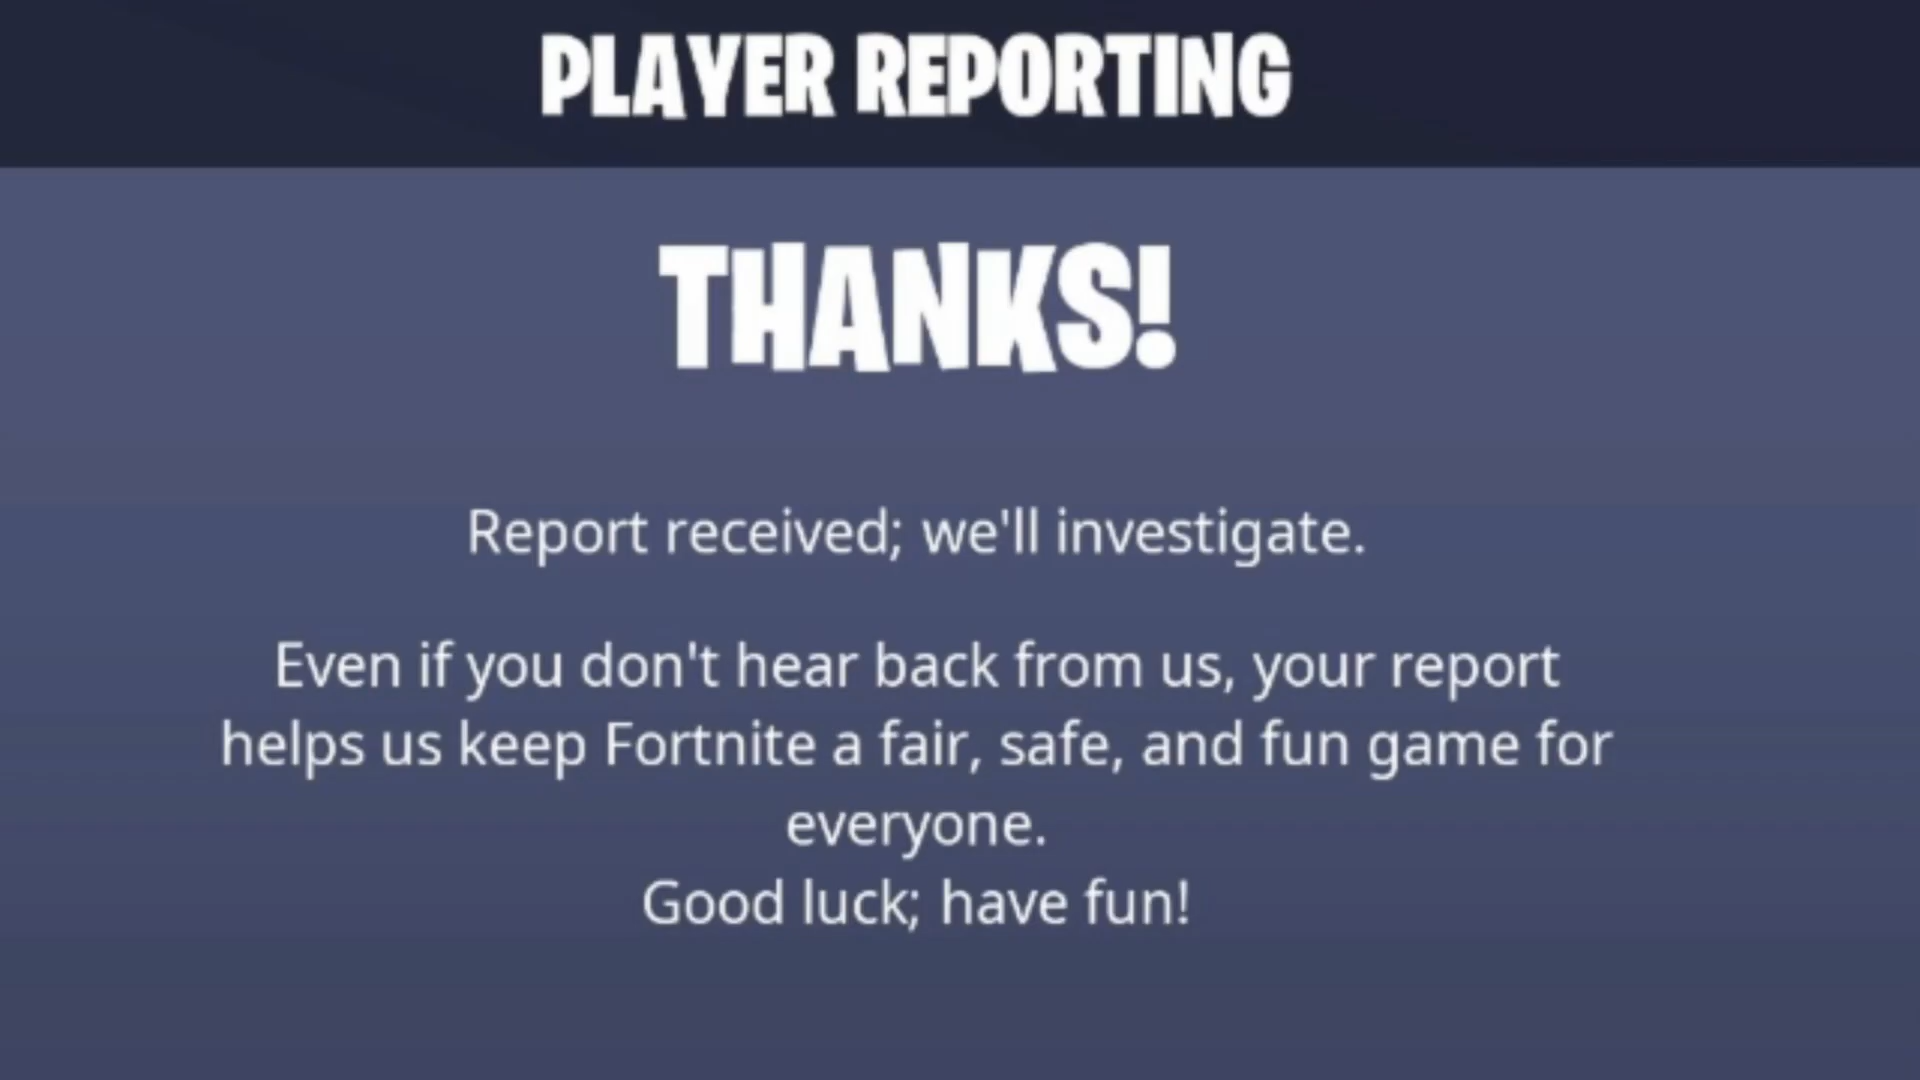 PLAYER REPORTING
THANKS!
Report received; we'll investigate.
Even if you don't hear back from us, your report
helps us keep Fortnite a fair, safe, and fun game for
everyone.
Good luck; have fun!